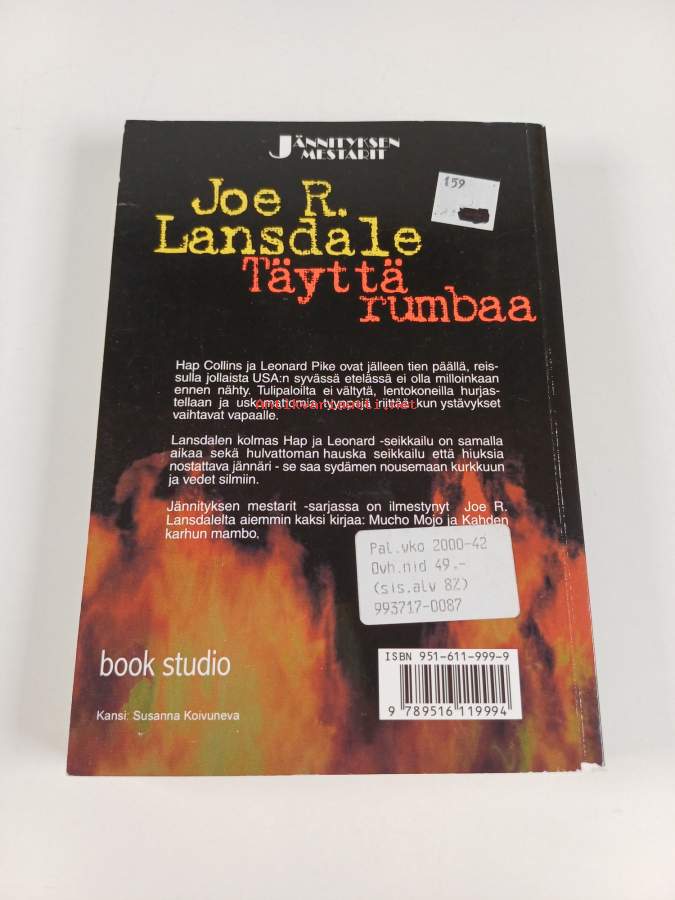 JÄNNITYKSEN
MESTARIT
159
Joe R.
Lansdale
Täyttä
rumbaa
Hap Collins ja Leonard Pike ovat jälleen tien päällä, reis-
sulla jollaista USA:n syvässä etelässä ei olla milloinkaan
ennen nähty. Tulipaloilta ei vältytä, lentokoneilla hurjas-
tellaan ja uskomattomia tyyppejä riittää, kun ystävykset
vaihtavat vapaalle.
Antikvariaatti.net
Lansdalen kolmas Hap ja Leonard -seikkailu on samalla
aikaa sekä hulvattoman hauska seikkailu että hiuksia
nostattava jännäri - se saa sydämen nousemaan kurkkuun
ja vedet silmiin.
Jännityksen mestarit -sarjassa on ilmestynyt Joe R.
Lansdalelta aiemmin kaksi kirjaa: Mucho Mojo ja Kahden
karhun mambo.
Pal.vko 2000-42
Ovh.nid 49.-
(sis.alv 8%)
993717-0087
book studio
Kansi: Susanna Koivuneva
ISBN 951-611-999-9
9 789516 119994